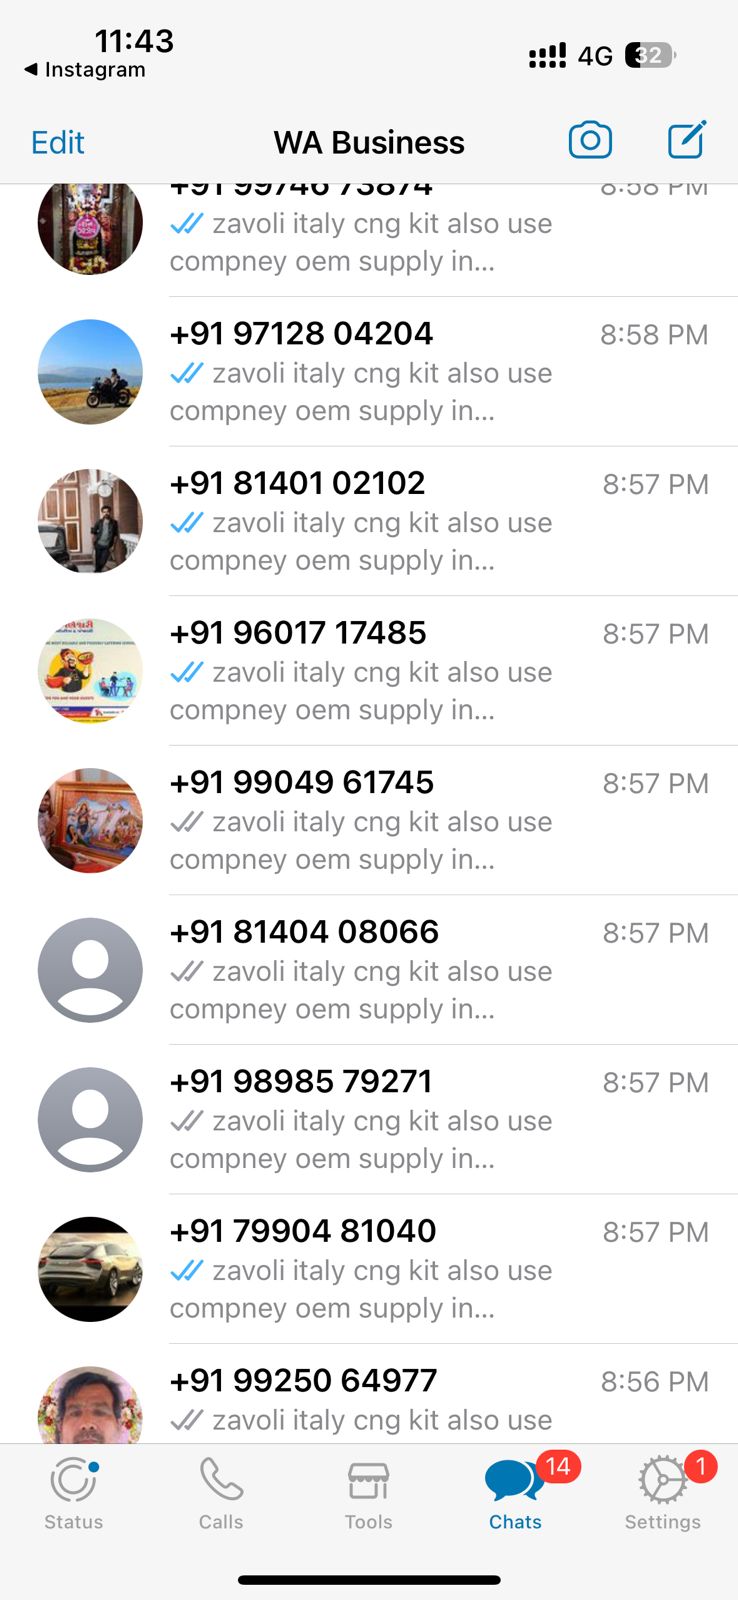 11:43
4G
32
Instagram
Edit
WA Business
+91 99746 73874
8:58 PM
zavoli italy cng kit also use
compney oem supply in...
+91 97128 04204
8:58 PM
zavoli italy cng kit also use
compney oem supply in...
+91 81401 02102
8:57 PM
zavoli italy cng kit also use
compney oem supply in...
+91 96017 17485
8:57 PM
zavoli italy cng kit also use
compney oem supply in...
+91 99049 61745
8:57 PM
zavoli italy cng kit also use
compney oem supply in...
+91 81404 08066
8:57 PM
zavoli italy cng kit also use
compney oem supply in...
+91 98985 79271
8:57 PM
zavoli italy cng kit also use
compney oem supply in...
+91 79904 81040
8:57 PM
zavoli italy cng kit also use
compney oem supply in...
+91 99250 64977
8:56 PM
zavoli italy cng kit also use
14
1
Status
Calls
Tools
Chats
Settings